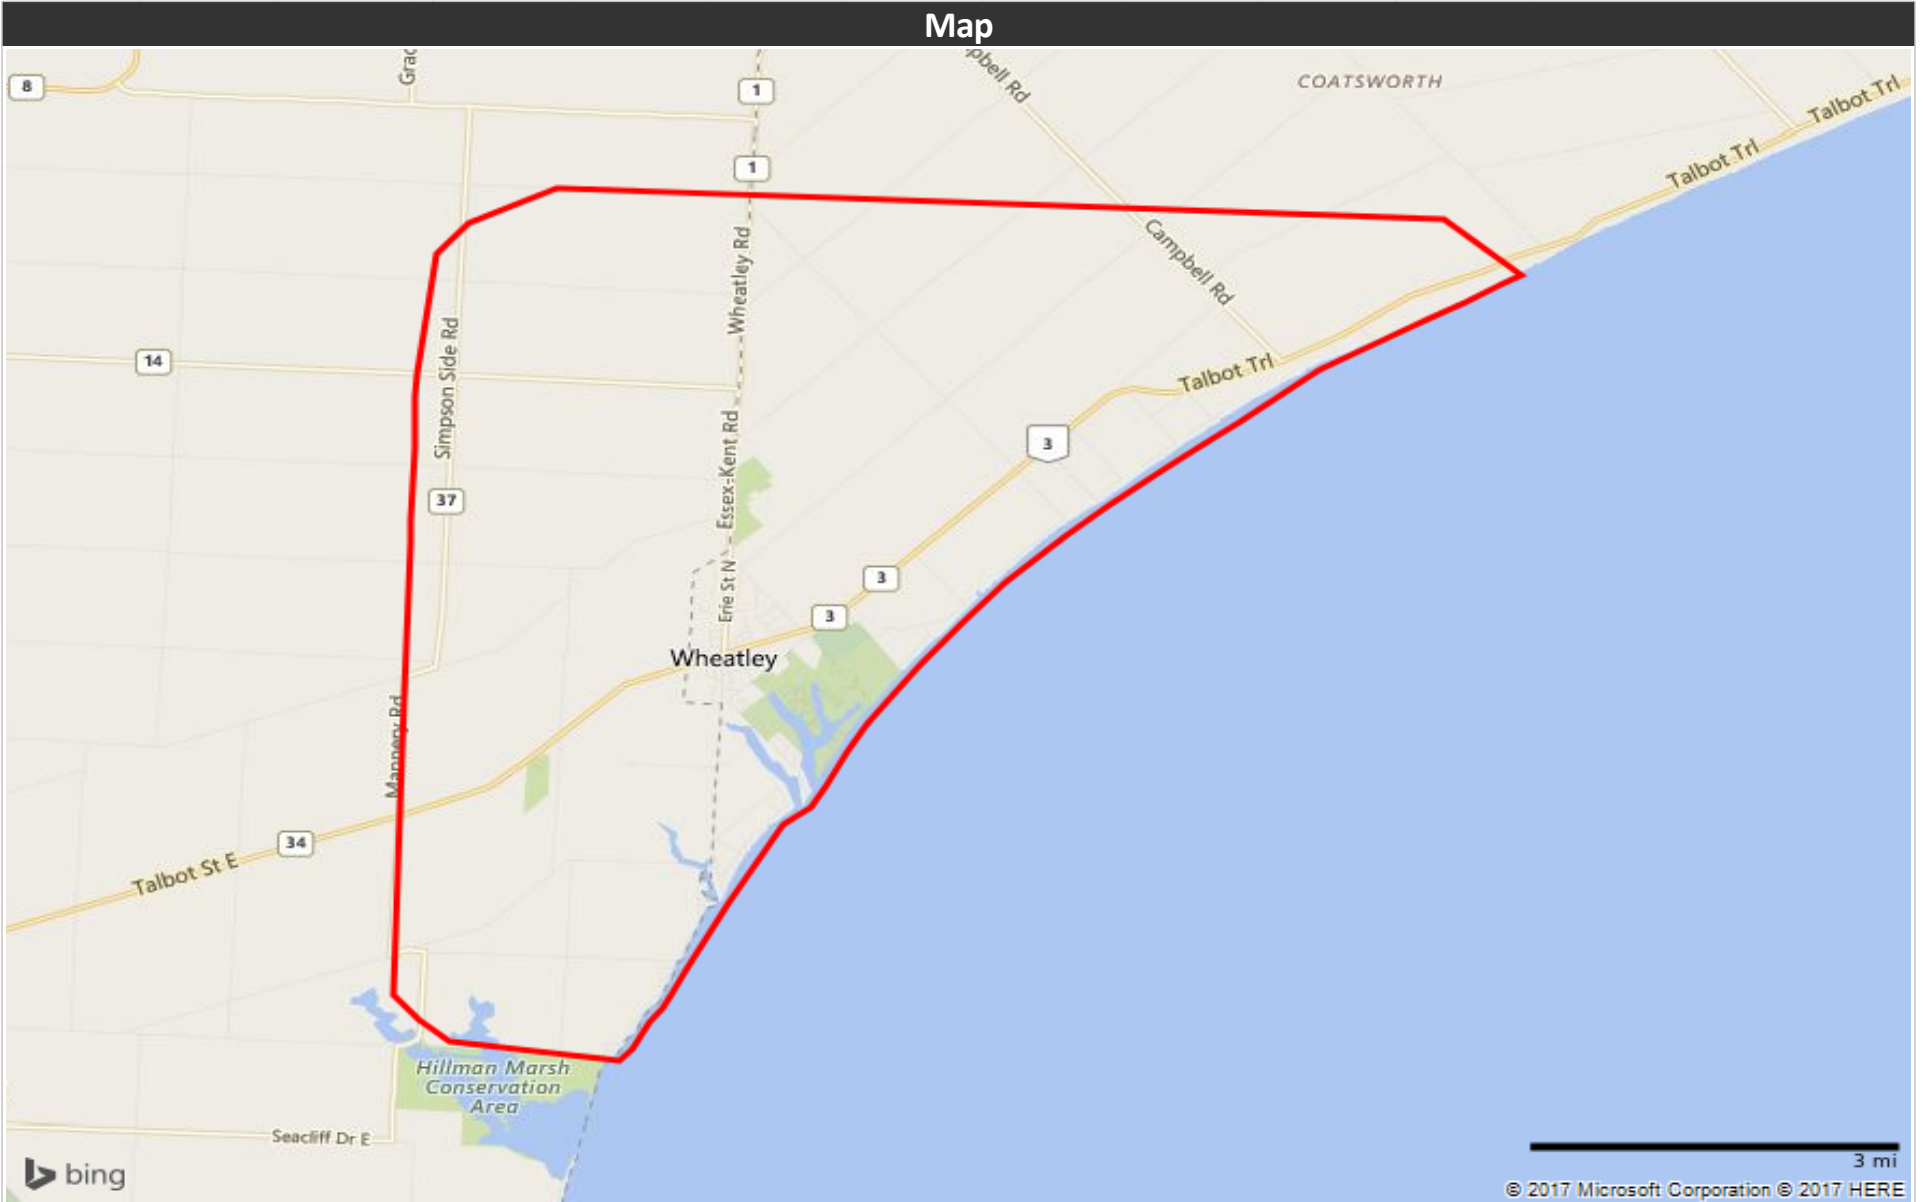 Map
8
Grac
1
pbell Rd
COATSWORTH
Talbot Trl
1
Talbot Trl
Wheatley Rd
Campbell Rd
14
Simpson Side Rd
Talbot Trl
Essex-Kent Rd
3
37
3
Erie St N
3
Wheatley
Mannery Rd
34
Talbot St E
Hillman Marsh
Conservation
Area
Seacliff Dr E
3 mi
bing
© 2017 Microsoft Corporation © 2017 HERE